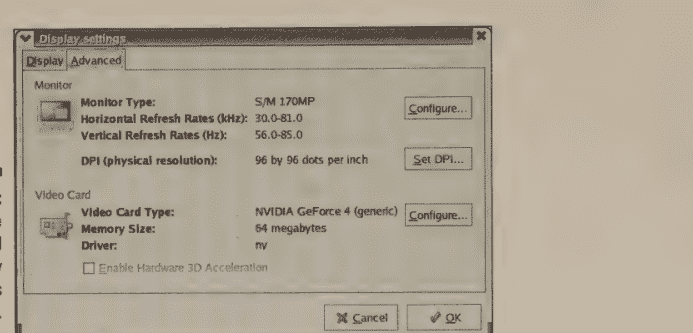 Display settings
Display Advanced
Monitor
Monitor Type: S/M 170MP
Configure...
Horizontal Refresh Rates (kHz): 30.0-81.0
Vertical Refresh Rates (Hz): 56.0-85.0
DPI (physical resolution): 96 by 96 dots per inch Set DPI...
Video Card
Video Card Type: NVIDIA GeForce 4 (generic) Configure...
Memory Size: 64 megabytes
Driver: nv
Enable Hardware 3D Acceleration
Cancel OK